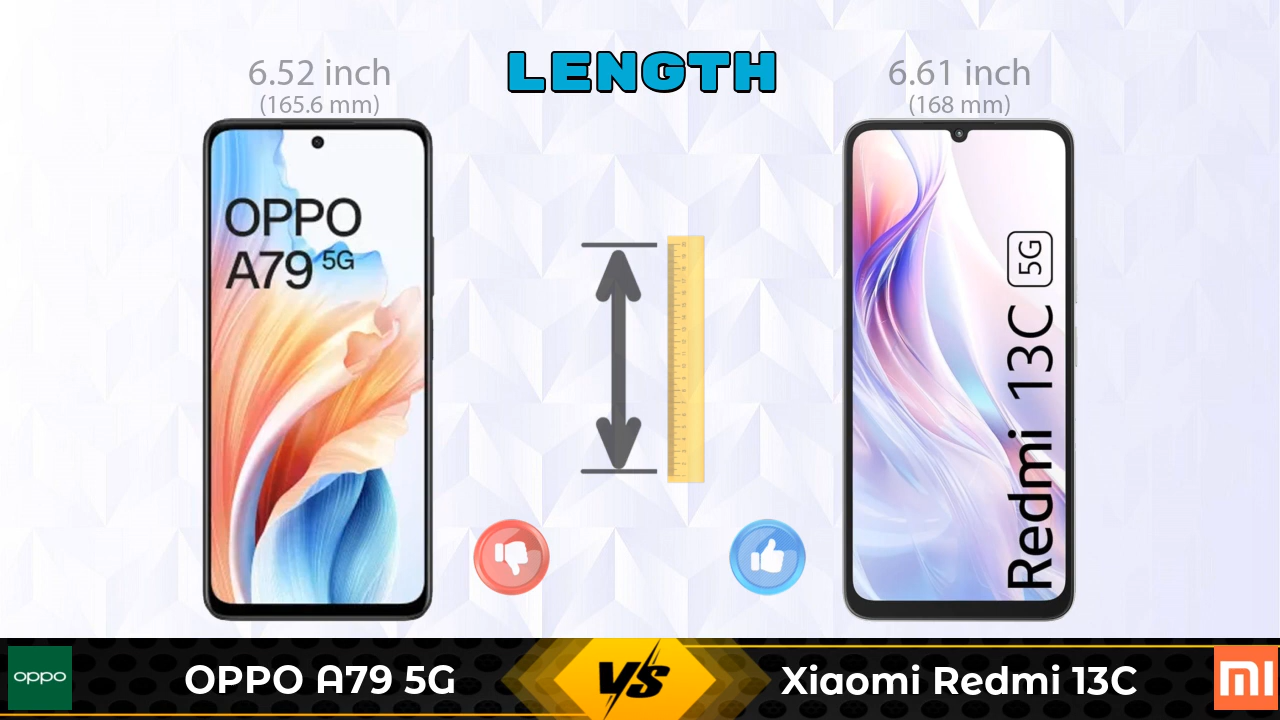 LENGTH
6.52 inch
(165.6 mm)
6.61 inch
(168 mm)
OPPO
A79 5G
Redmi 13C 5G
oppo
OPPO A79 5G
VS
Xiaomi Redmi 13C
MI